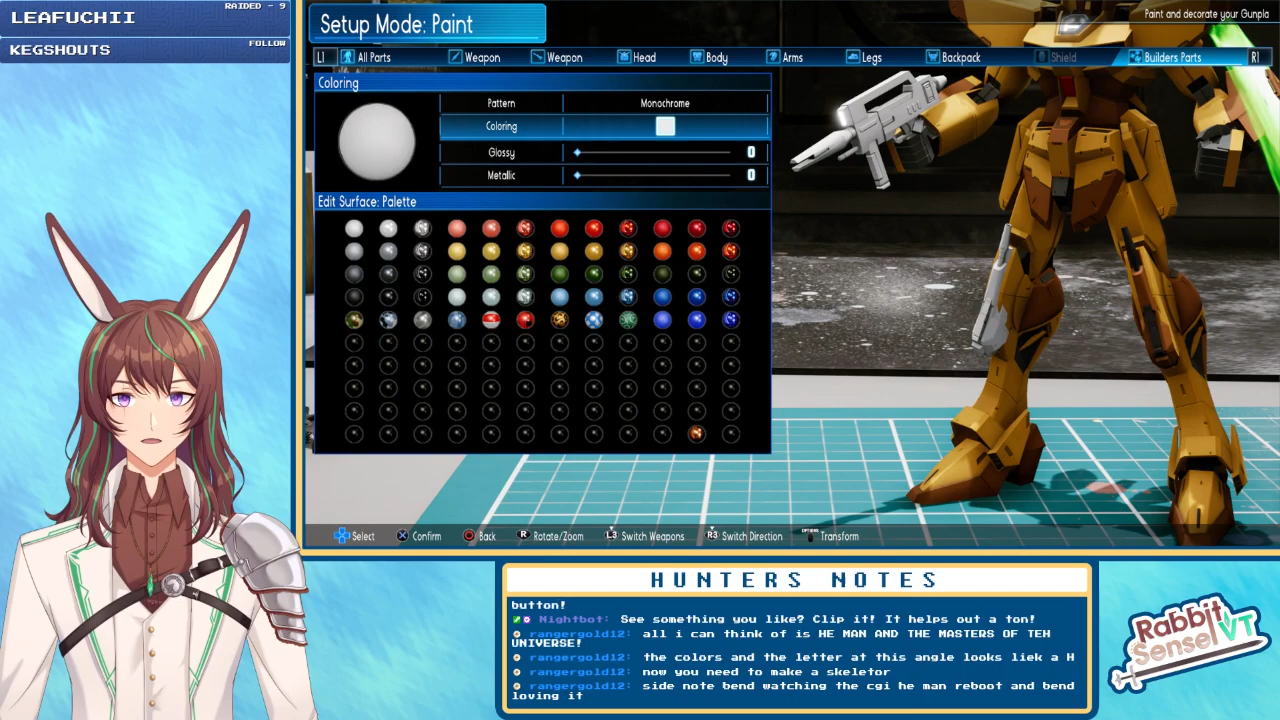 LEAFUCHII
RAIDED - 9
KEGSHOUTS
FOLLOW
Setup Mode: Paint
Paint and decorate your Gunpla
L1 All Parts Weapon Weapon Head Body Arms Legs Backpack Shield Builders Parts R1
Coloring
Pattern Monochrome
Coloring
Glossy 0
Metallic 0
Edit Surface: Palette
Select Confirm Back R Rotate/Zoom L3 Switch Weapons R3 Switch Direction OPTIONS Transform
HUNTERS NOTES
button!
Nightbot: See something you like? Clip it! It helps out a ton!
rangergold12: all i can think of is HE MAN AND THE MASTERS OF TEH
UNIVERSE!
rangergold12: the colors and the letter at this angle looks liek a H
rangergold12: now you need to make a skeletor
rangergold12: side note bend watching the cgi he man reboot and bend
loving it
Rabbit
Sensei VT